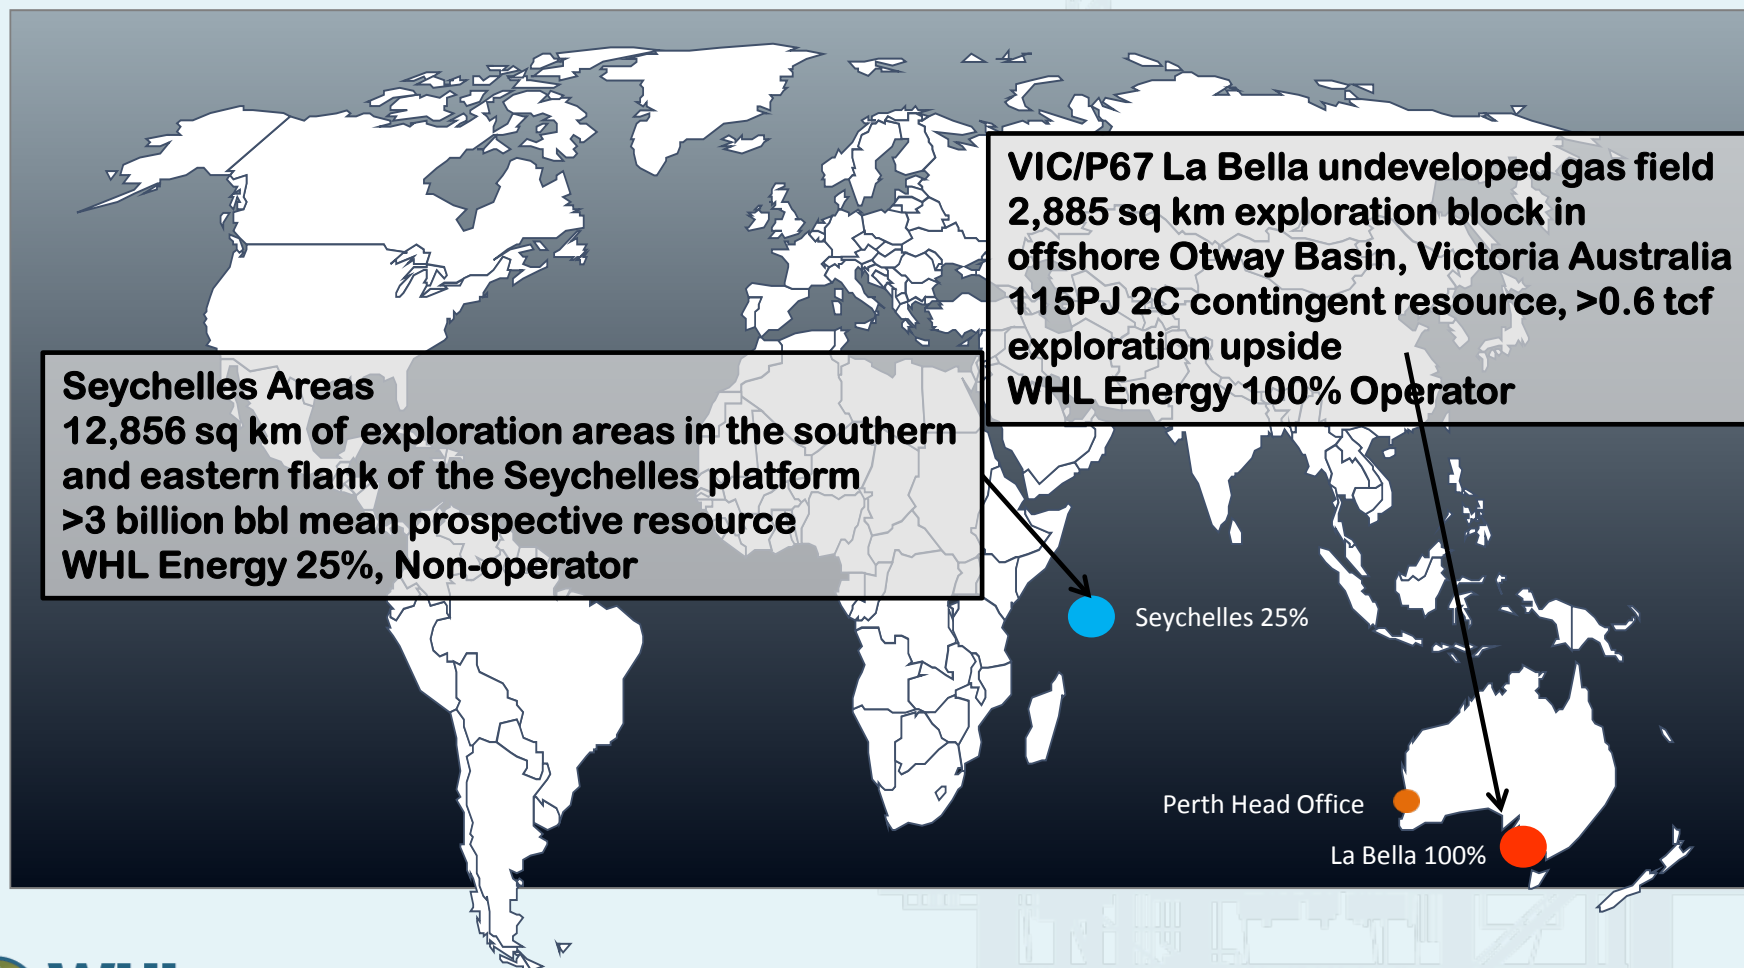 VIC/P67 La Bella undeveloped gas field
2,885 sq km exploration block in
offshore Otway Basin, Victoria Australia
115PJ 2C contingent resource, >0.6 tcf
exploration upside
WHL Energy 100% Operator
Seychelles Areas
12,856 sq km of exploration areas in the southern
and eastern flank of the Seychelles platform
>3 billion bbl mean prospective resource
WHL Energy 25%, Non-operator
Seychelles 25%
Perth Head Office
La Bella 100%
WHL